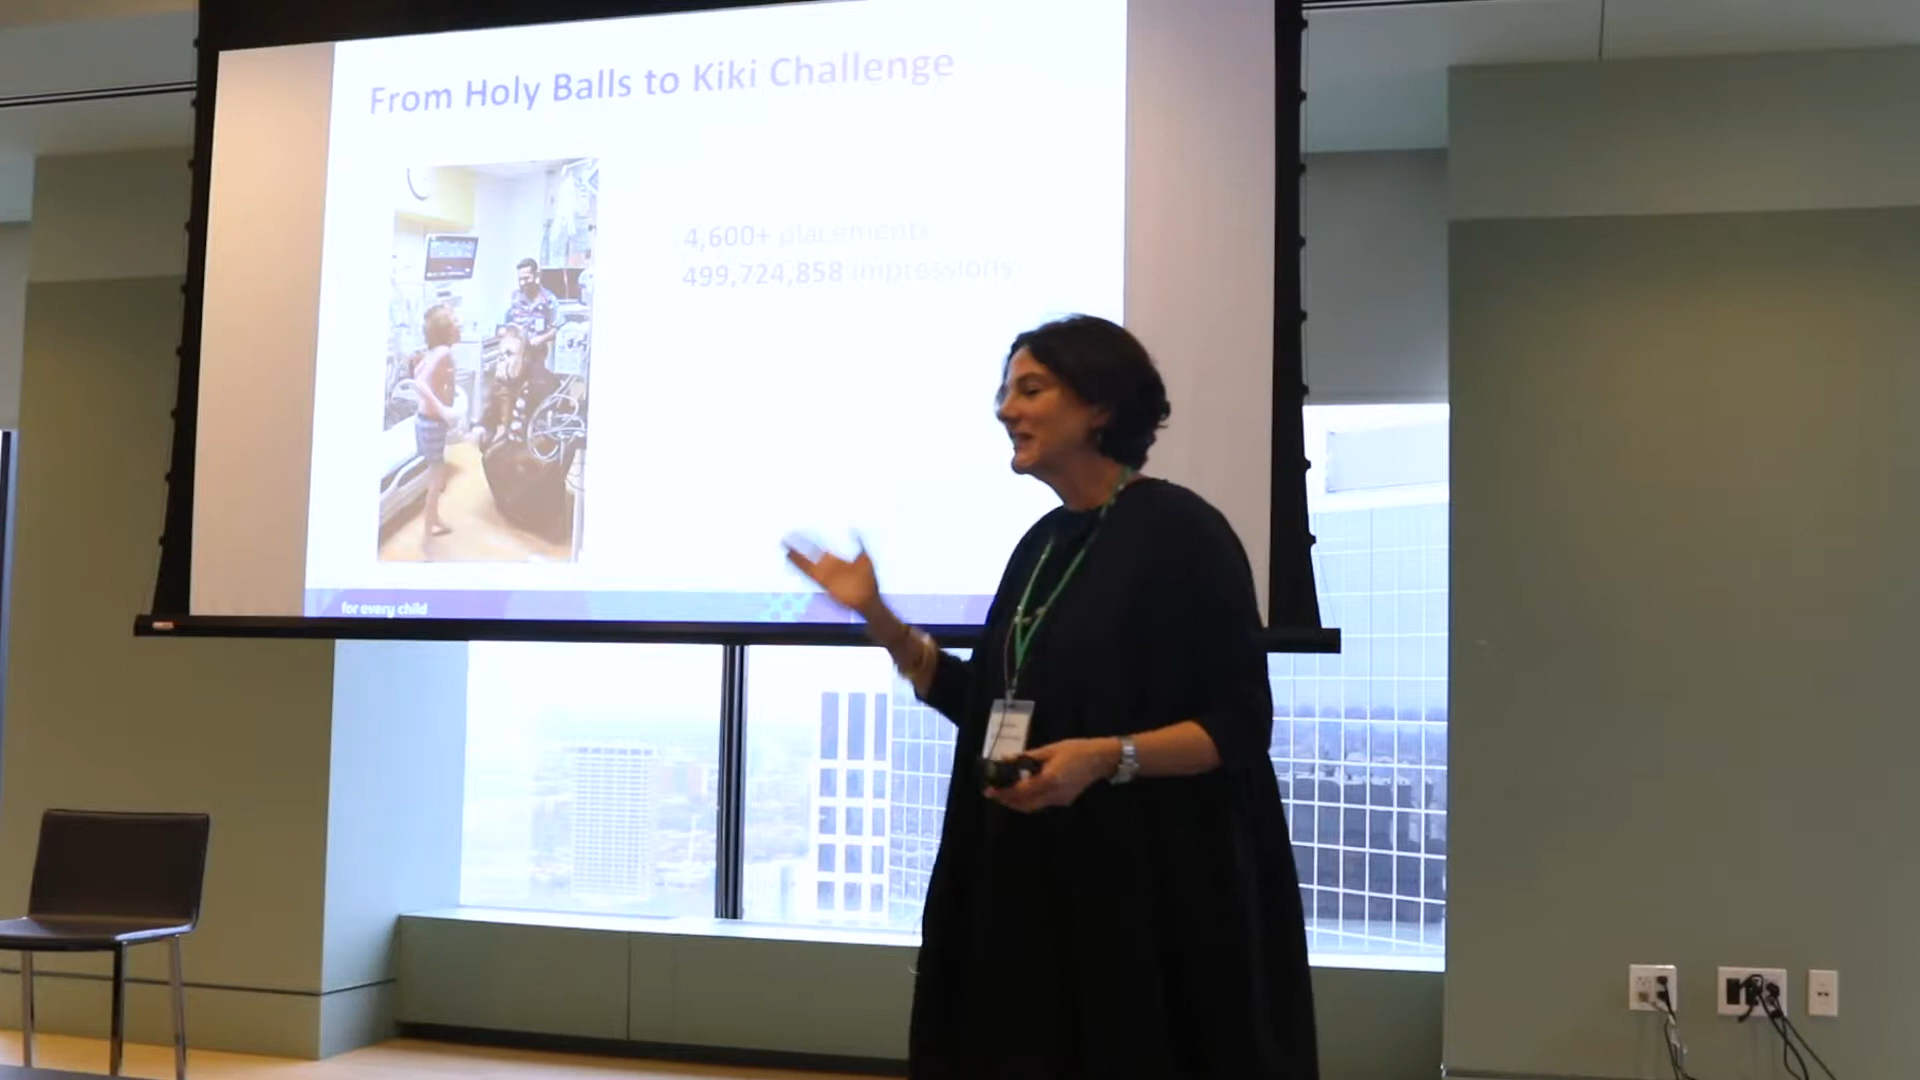 From Holy Balls to Kiki Challenge
4,600+ placements
499,724,858 impressions
for every child